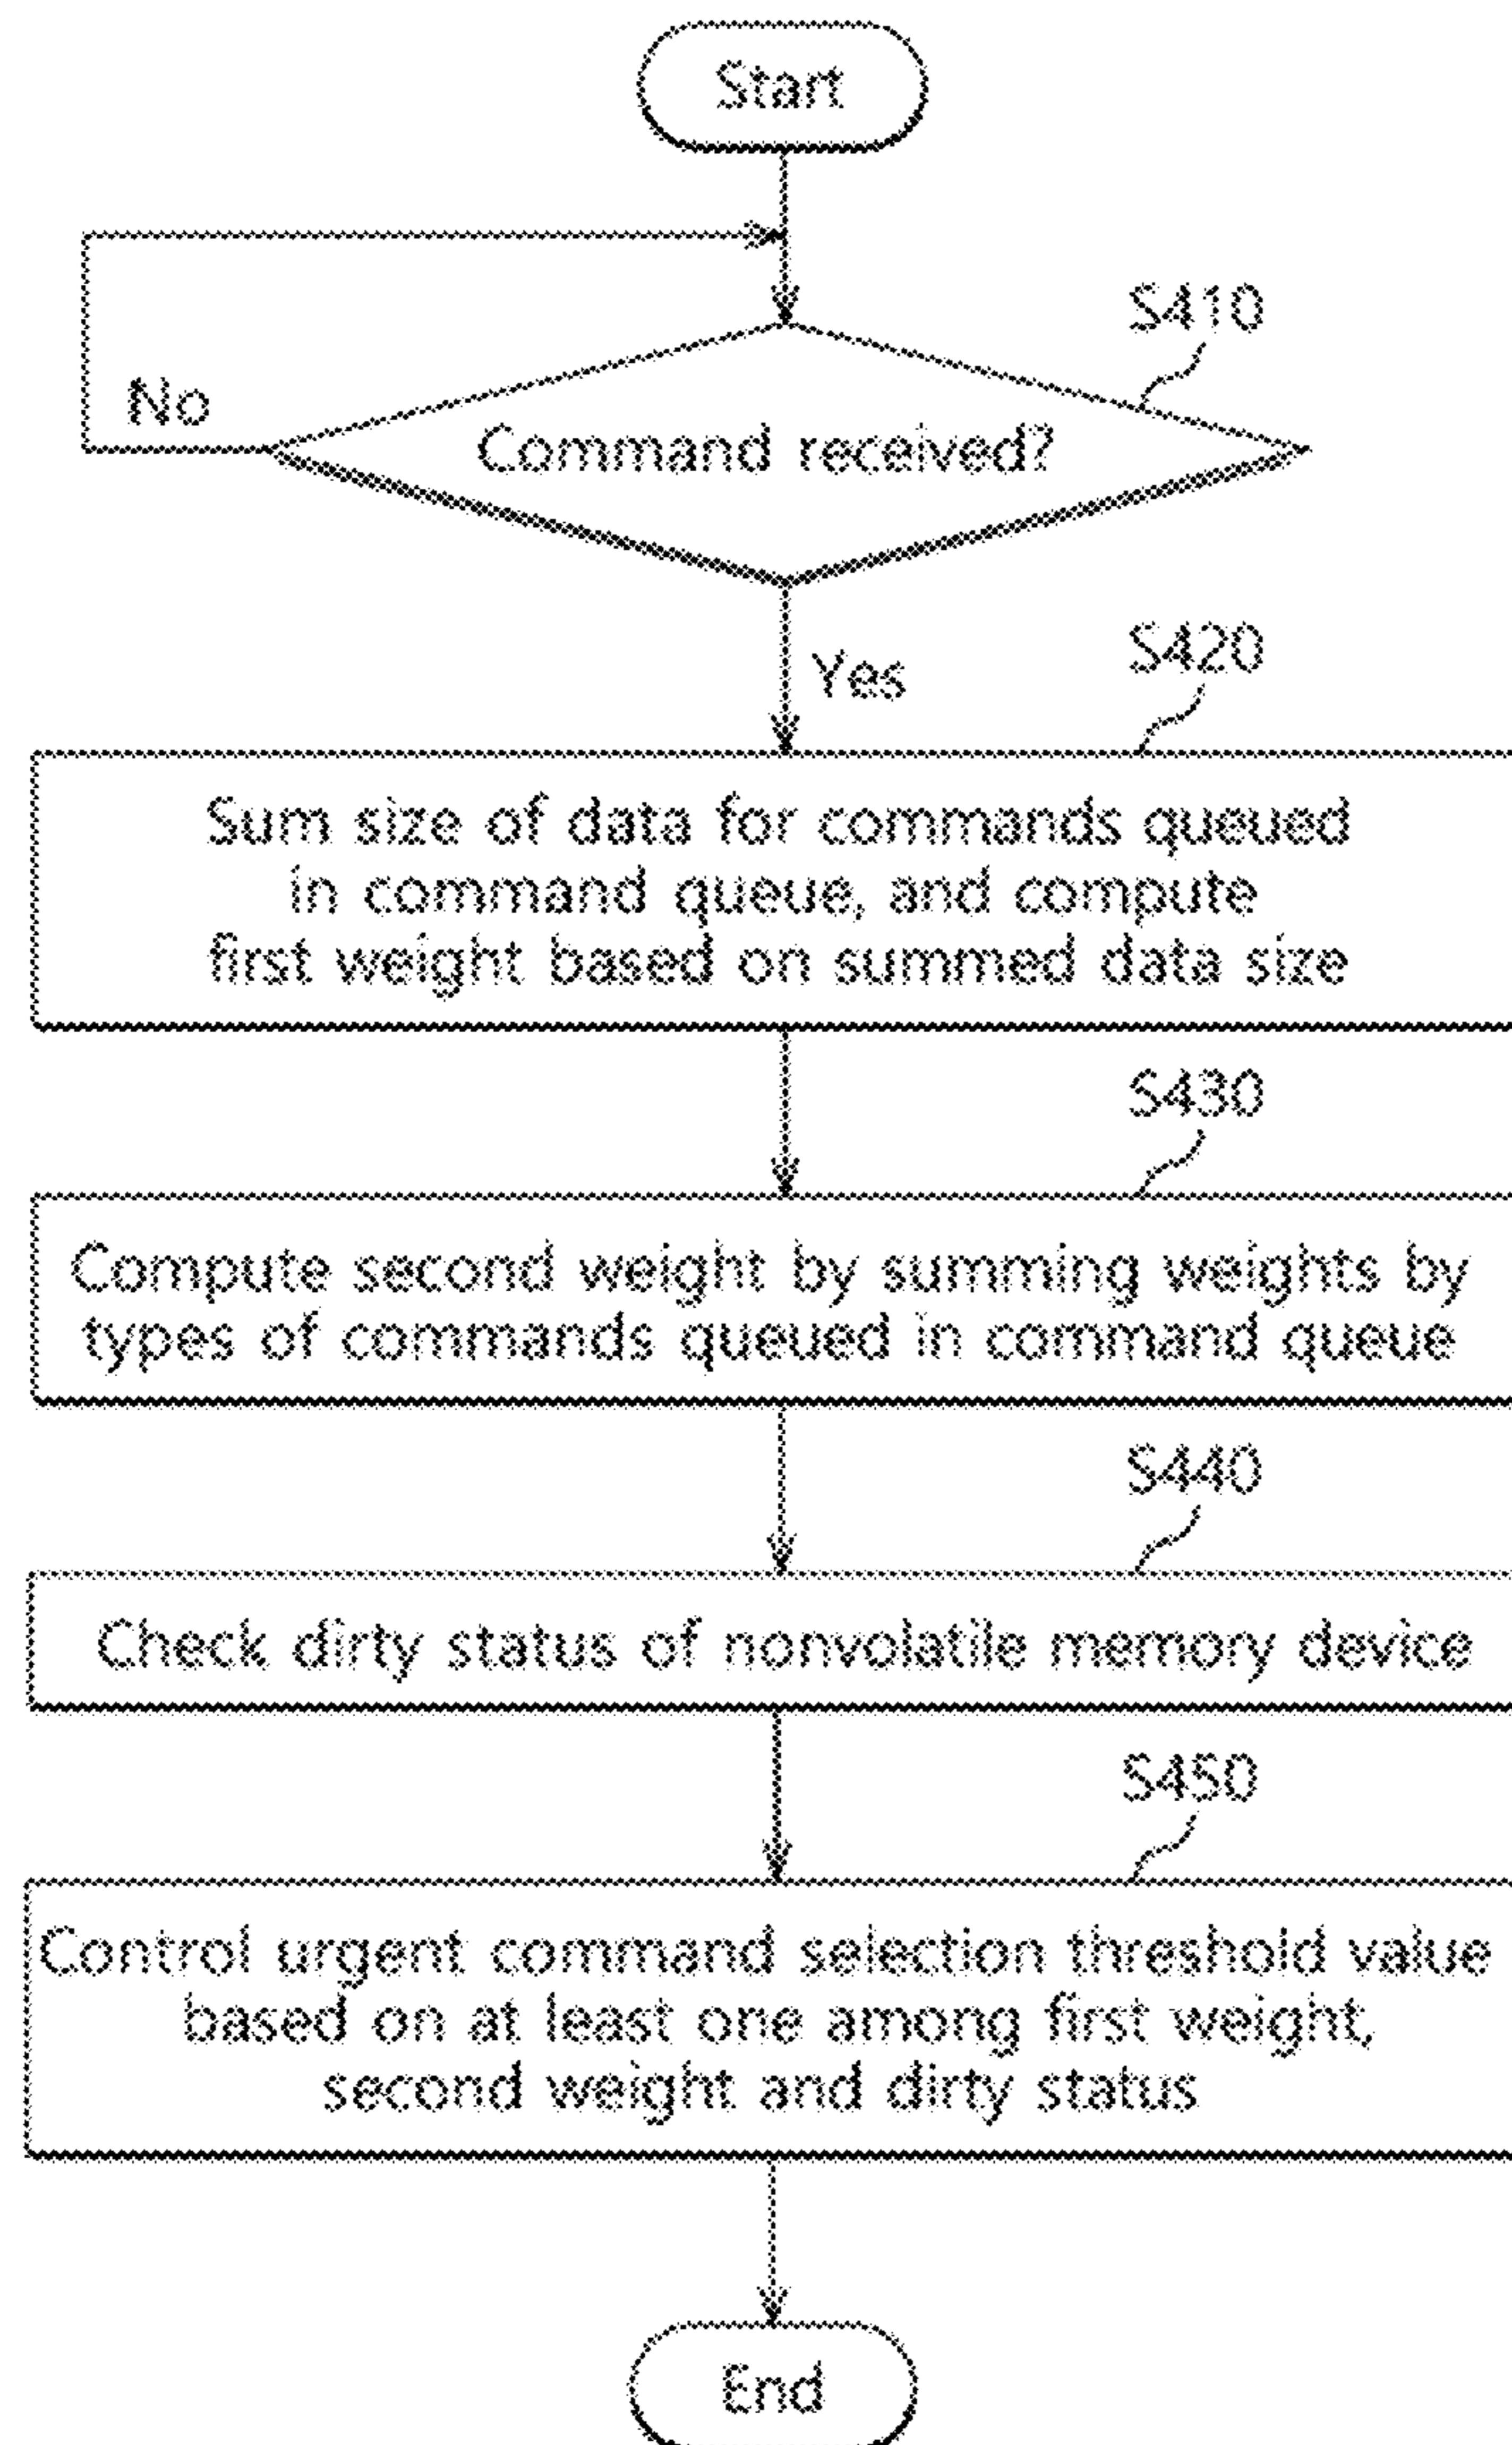 Start
S410
No
Command received?
Yes
S420
Sum size of data for commands queued
in command queue, and compute
first weight based on summed data size
S430
Compute second weight by summing weights by
types of commands queued in command queue
S440
Check dirty status of nonvolatile memory device
S450
Control urgent command selection threshold value
based on at least one among first weight,
second weight and dirty status
End